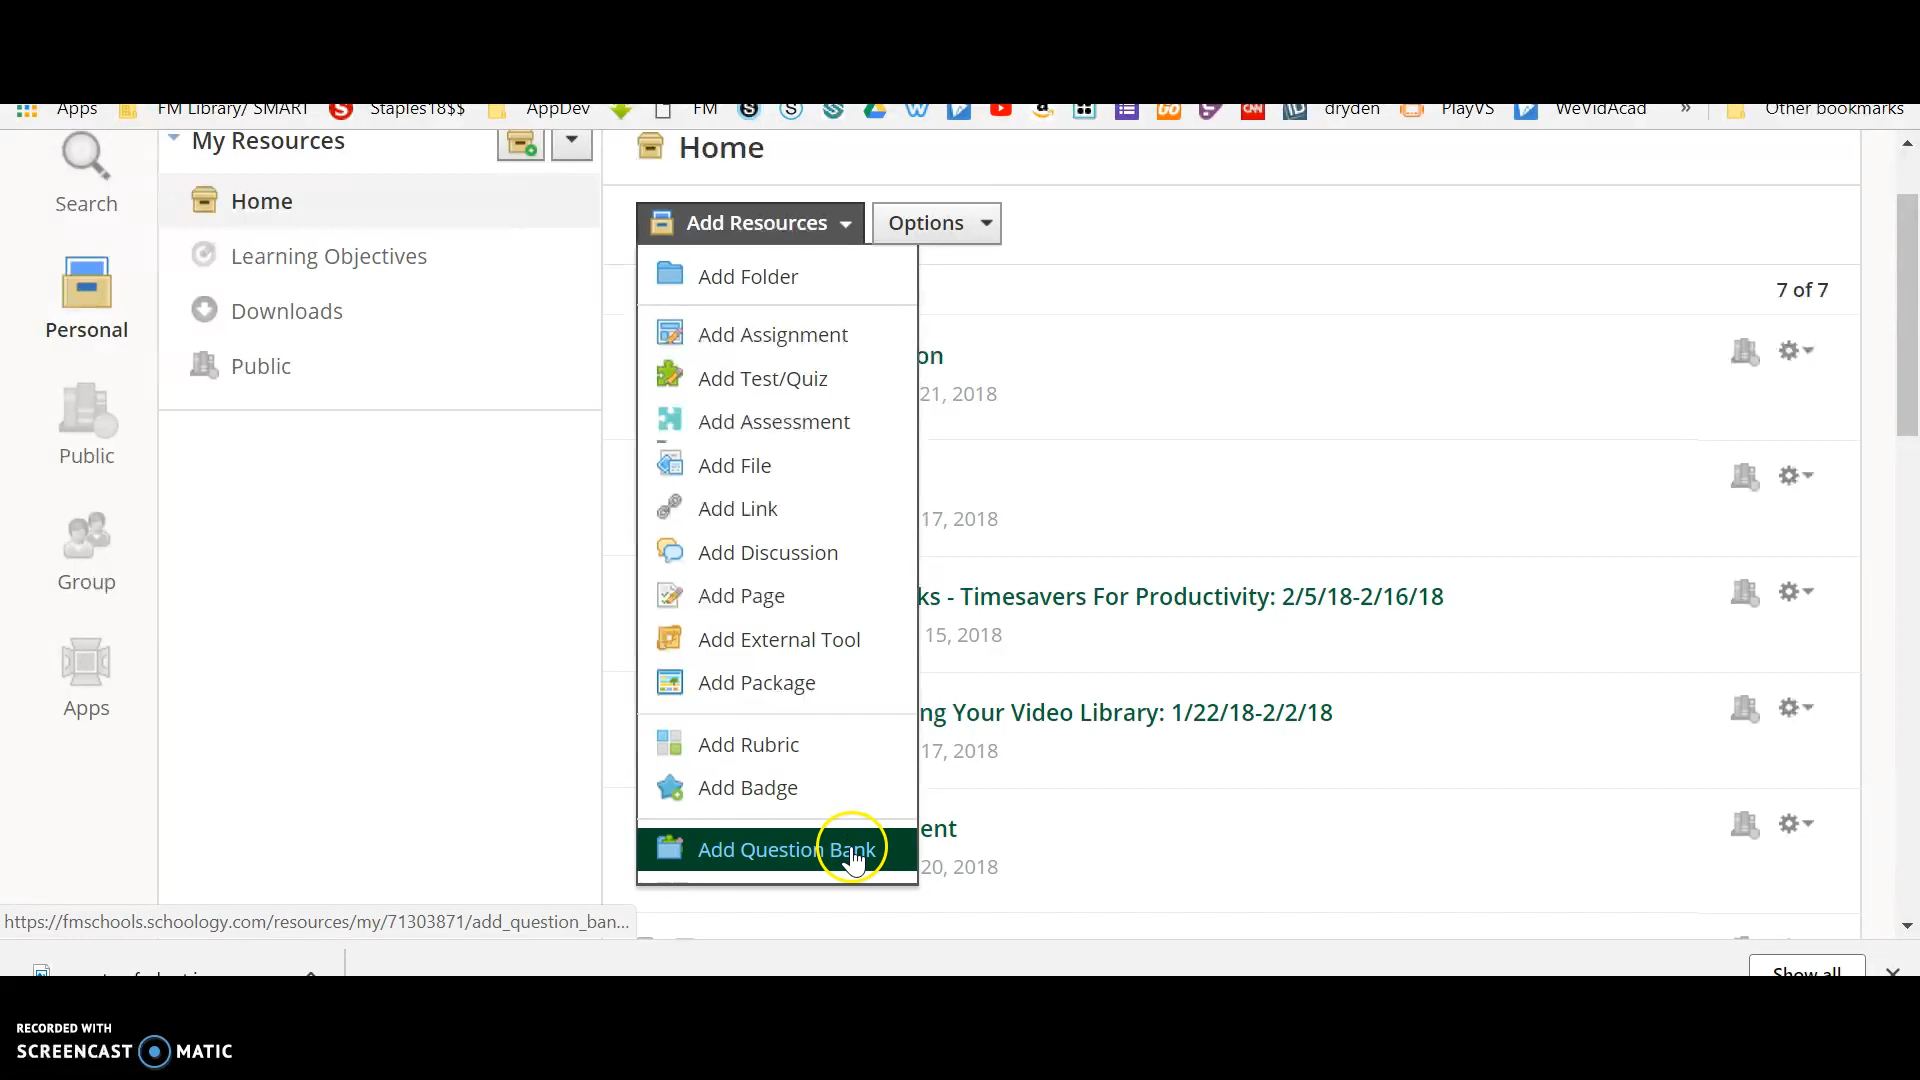 Apps FM Library/ SMART Staples18$$ AppDev FM dryden PlayVS WeVidAcad » Other bookmarks
Search
Personal
Public
Group
Apps
My Resources
Home
Learning Objectives
Downloads
Public
Home
Add Resources Options
Add Folder
Add Assignment
Add Test/Quiz
Add Assessment
Add File
Add Link
Add Discussion
Add Page
Add External Tool
Add Package
Add Rubric
Add Badge
Add Question Bank
7 of 7
on
21, 2018
17, 2018
ks - Timesavers For Productivity: 2/5/18-2/16/18
15, 2018
ng Your Video Library: 1/22/18-2/2/18
17, 2018
ent
20, 2018
https://fmschools.schoology.com/resources/my/71303871/add_question_ban...
Show all
RECORDED WITH
SCREENCAST MATIC